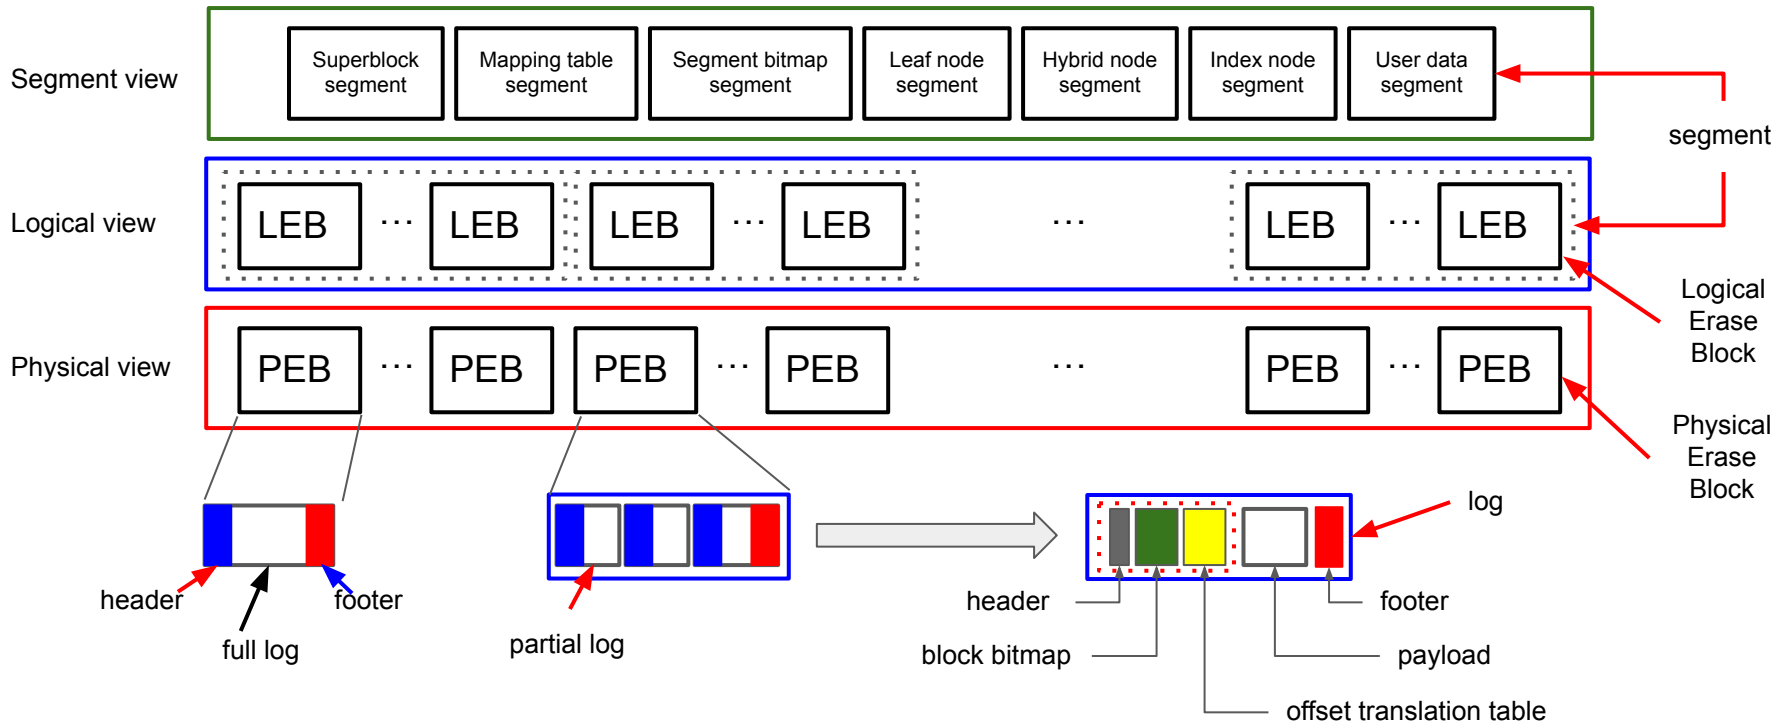 Segment view
Superblock
segment
Mapping table
segment
Segment bitmap
segment
Leaf node
segment
Hybrid node
segment
Index node
segment
User data
segment
segment
Logical view
LEB ... LEB LEB ... LEB ... LEB ... LEB
Logical
Erase
Block
Physical view
PEB ... PEB PEB ... PEB ... PEB ... PEB
Physical
Erase
Block
header
footer
full log
partial log
log
header
footer
block bitmap
payload
offset translation table